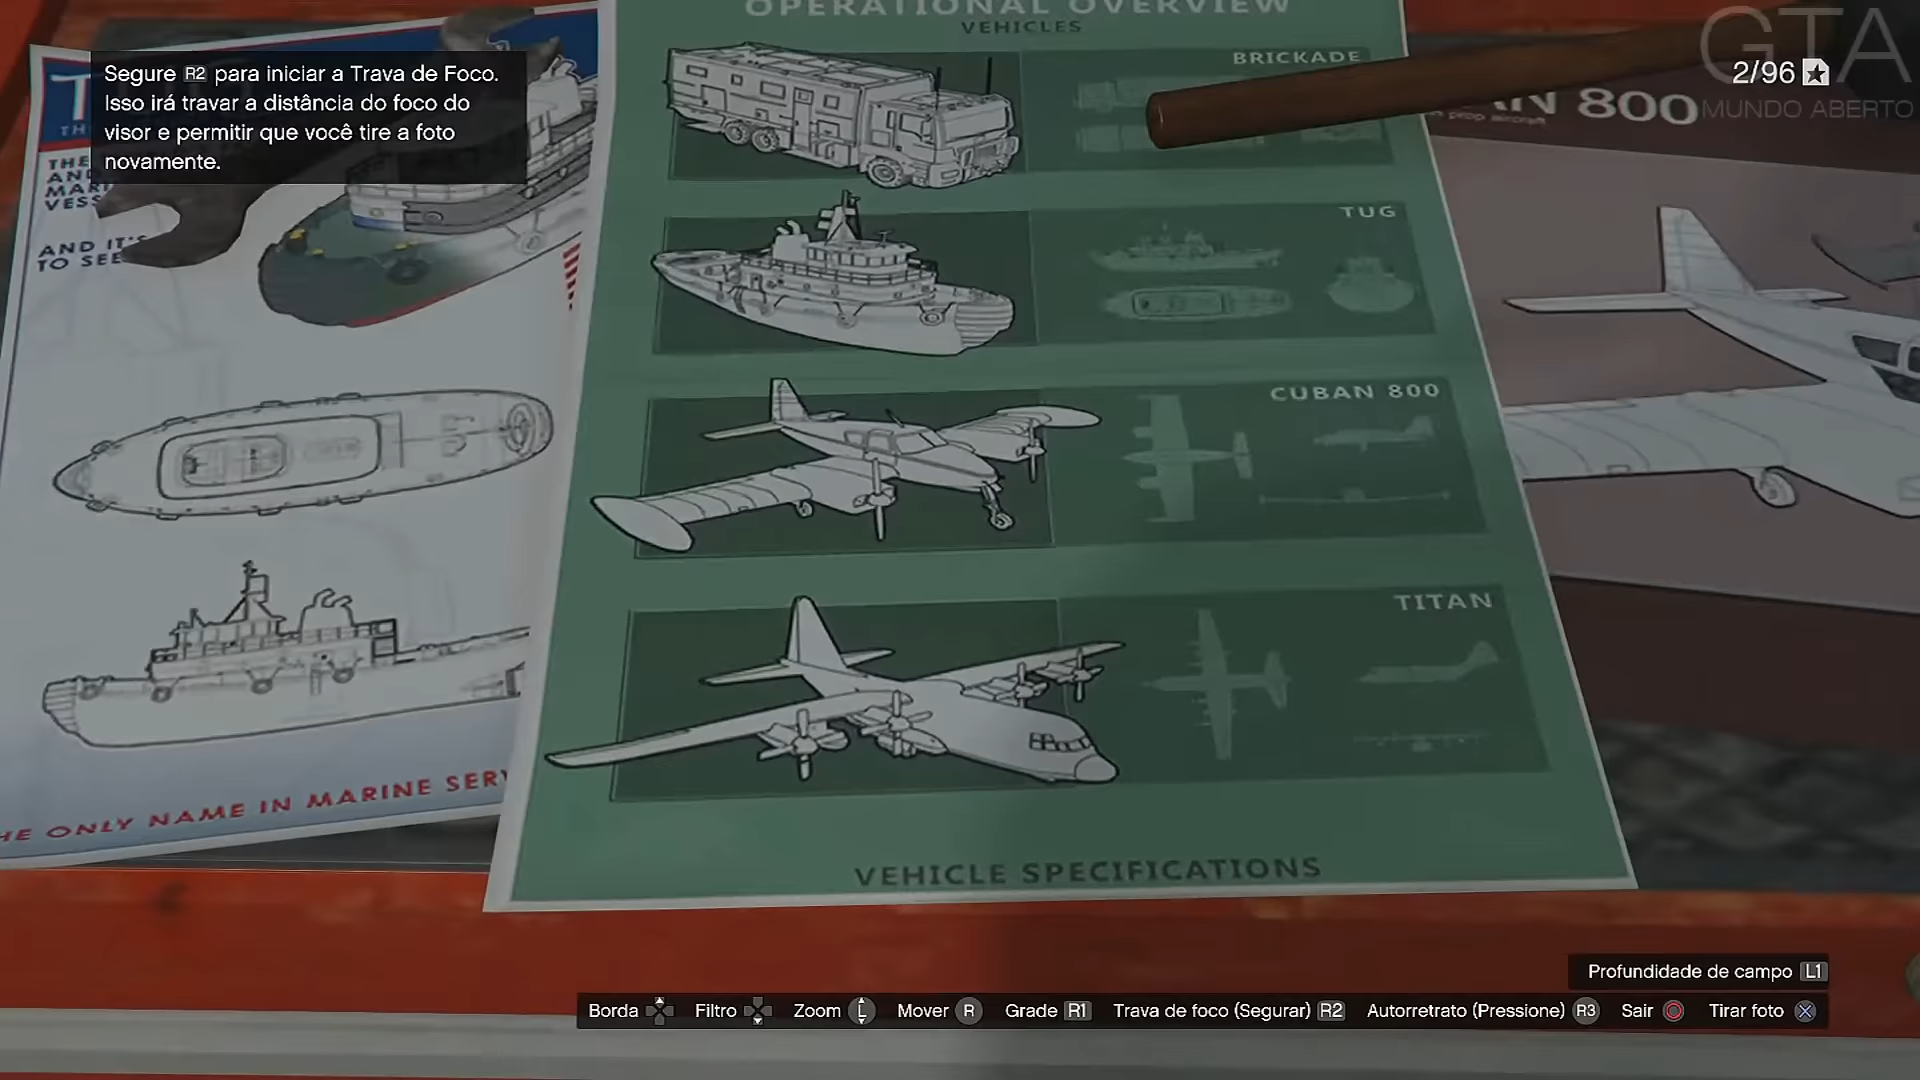 OPERATIONAL OVERVIEW
VEHICLES
BRICKADE
TUG
CUBAN 800
TITAN
VEHICLE SPECIFICATIONS
Segure R2 para iniciar a Trava de Foco.
Isso irá travar a distância do foco do
visor e permitir que você tire a foto
novamente.
THE
AND IT'S
TO SEE
THE ONLY NAME IN MARINE SERV
GTA
2/96
MUNDO ABERTO
AN 800
Profundidade de campo L1
Borda Filtro Zoom L Mover R Grade R1 Trava de foco (Segurar) R2 Autorretrato (Pressione) R3 Sair Tirar foto